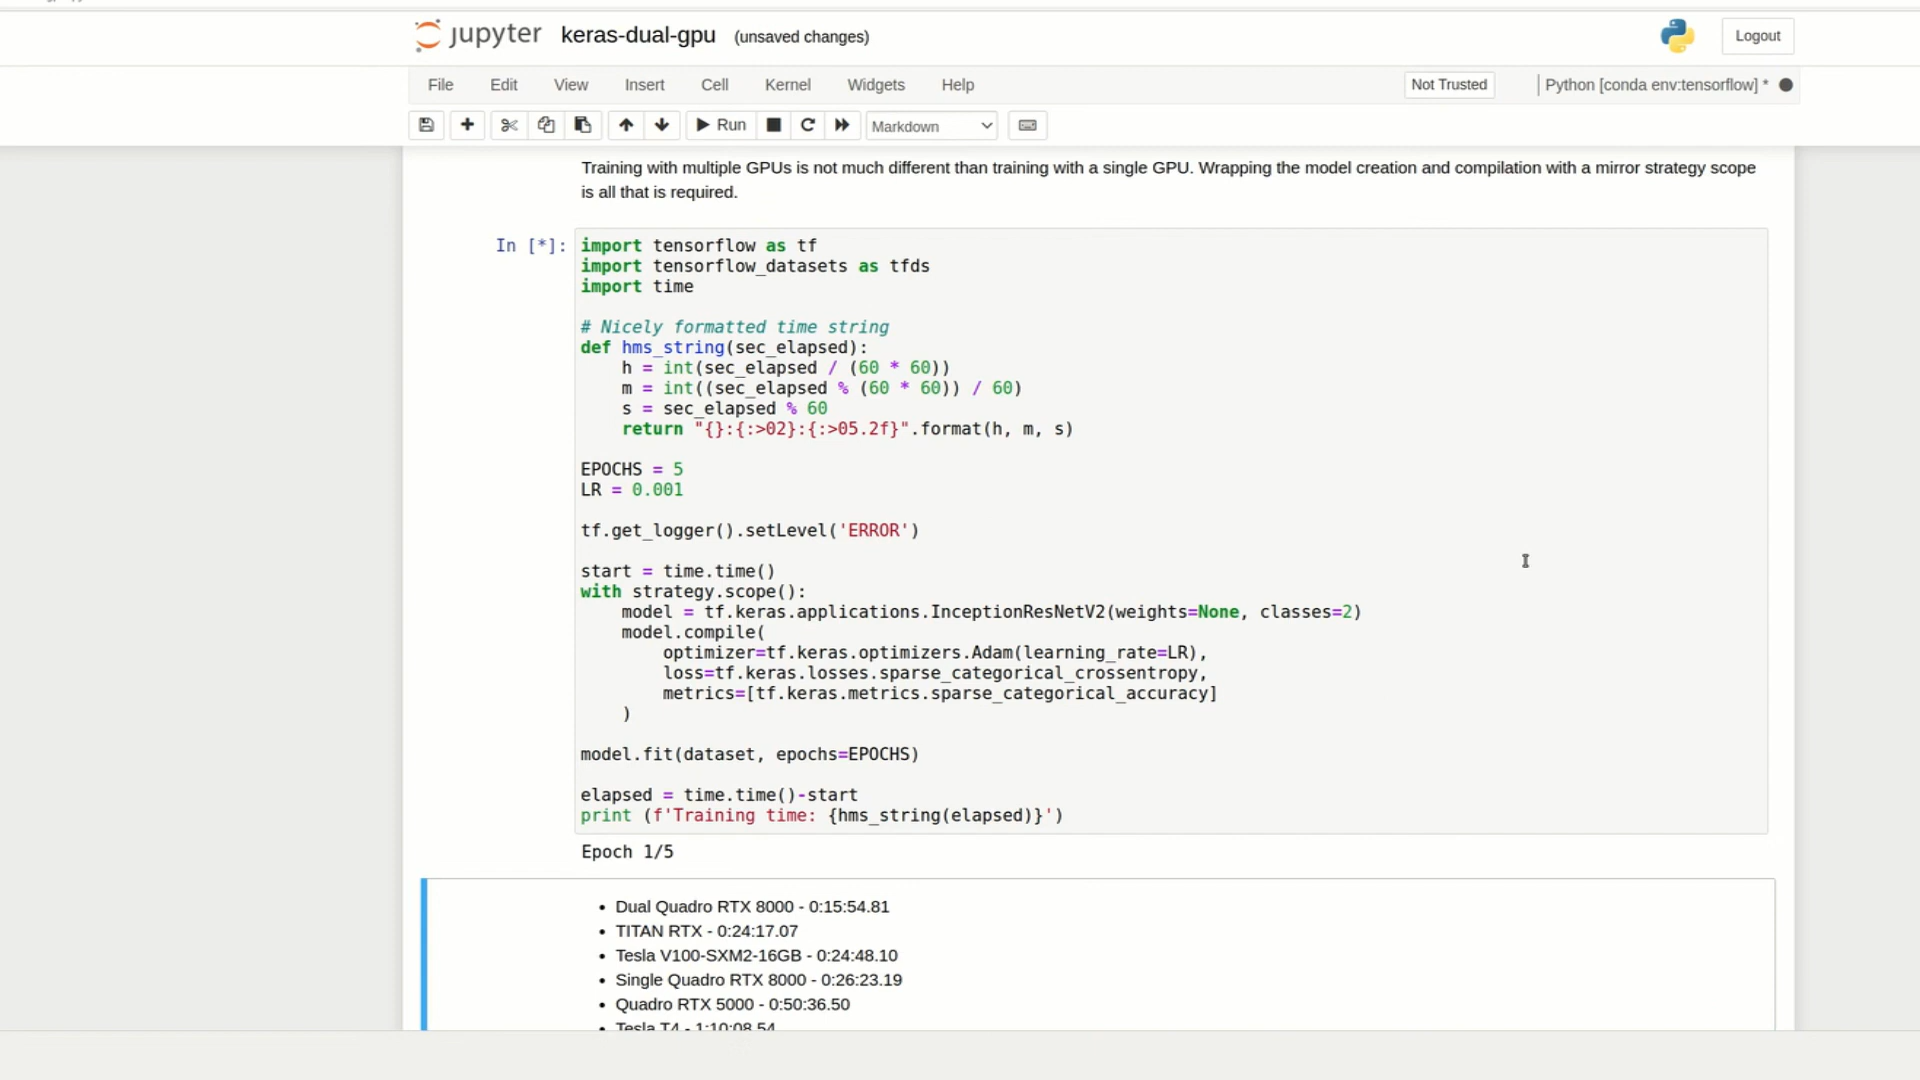 jupyter keras-dual-gpu (unsaved changes) Logout
File Edit View Insert Cell Kernel Widgets Help Not Trusted Python [conda env:tensorflow] *
Run Markdown
Training with multiple GPUs is not much different than training with a single GPU. Wrapping the model creation and compilation with a mirror strategy scope
is all that is required.
In [*]:
import tensorflow as tf
import tensorflow_datasets as tfds
import time
# Nicely formatted time string
def hms_string(sec_elapsed):
    h = int(sec_elapsed / (60 * 60))
    m = int((sec_elapsed % (60 * 60)) / 60)
    s = sec_elapsed % 60
    return "{}:{:>02}:{:>05.2f}".format(h, m, s)
EPOCHS = 5
LR = 0.001
tf.get_logger().setLevel('ERROR')
start = time.time()
with strategy.scope():
    model = tf.keras.applications.InceptionResNetV2(weights=None, classes=2)
    model.compile(
        optimizer=tf.keras.optimizers.Adam(learning_rate=LR),
        loss=tf.keras.losses.sparse_categorical_crossentropy,
        metrics=[tf.keras.metrics.sparse_categorical_accuracy]
    )
model.fit(dataset, epochs=EPOCHS)
elapsed = time.time()-start
print (f'Training time: {hms_string(elapsed)}')
Epoch 1/5
• Dual Quadro RTX 8000 - 0:15:54.81
• TITAN RTX - 0:24:17.07
• Tesla V100-SXM2-16GB - 0:24:48.10
• Single Quadro RTX 8000 - 0:26:23.19
• Quadro RTX 5000 - 0:50:36.50
• Tesla T4 - 1:10:08.54